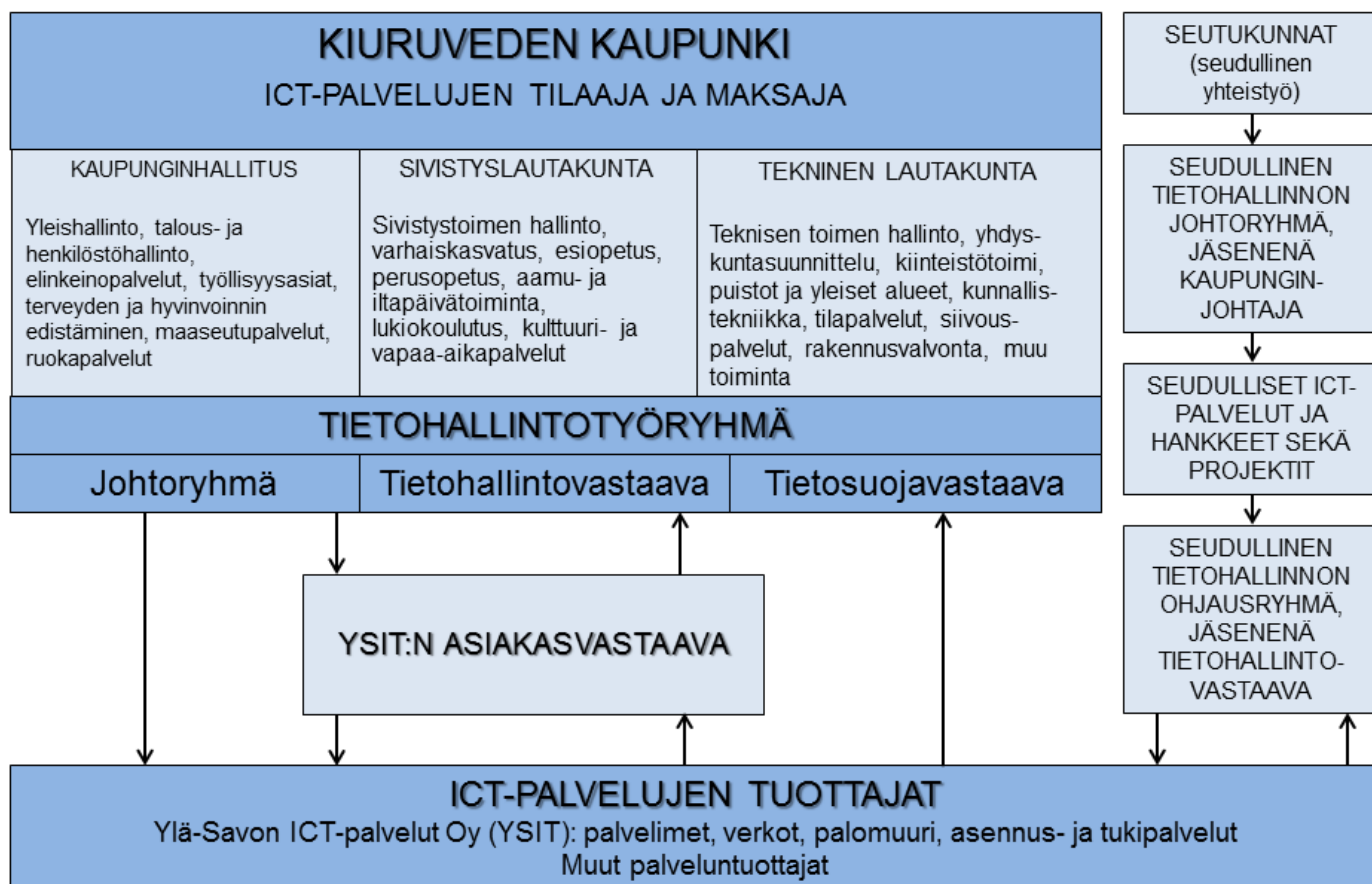 KIURUVEDEN KAUPUNKI
ICT-PALVELUJEN TILAAJA JA MAKSAJA
KAUPUNGINHALLITUS
Yleishallinto, talous- ja
henkilöstöhallinto,
elinkeinopalvelut, työllisyysasiat,
terveyden ja hyvinvoinnin
edistäminen, maaseutupalvelut,
ruokapalvelut
SIVISTYSLAUTAKUNTA
Sivistystoimen hallinto,
varhaiskasvatus, esiopetus,
perusopetus, aamu- ja
iltapäivätoiminta,
lukiokoulutus, kulttuuri- ja
vapaa-aikapalvelut
TEKNINEN LAUTAKUNTA
Teknisen toimen hallinto, yhdys-
kuntasuunnittelu, kiinteistötoimi,
puistot ja yleiset alueet, kunnallis-
tekniikka, tilapalvelut, siivous-
palvelut, rakennusvalvonta, muu
toiminta
TIETOHALLINTOTYÖRYHMÄ
Johtoryhmä
Tietohallintovastaava
Tietosuojavastaava
YSIT:N ASIAKASVASTAAVA
SEUTUKUNNAT
(seudullinen
yhteistyö)
SEUDULLINEN
TIETOHALLINNON
JOHTORYHMÄ,
JÄSENENÄ
KAUPUNGIN-
JOHTAJA
SEUDULLISET ICT-
PALVELUT JA
HANKKEET SEKÄ
PROJEKTIT
SEUDULLINEN
TIETOHALLINNON
OHJAUSRYHMÄ,
JÄSENENÄ
TIETOHALLINTO-
VASTAAVA
ICT-PALVELUJEN TUOTTAJAT
Ylä-Savon ICT-palvelut Oy (YSIT): palvelimet, verkot, palomuuri, asennus- ja tukipalvelut
Muut palveluntuottajat